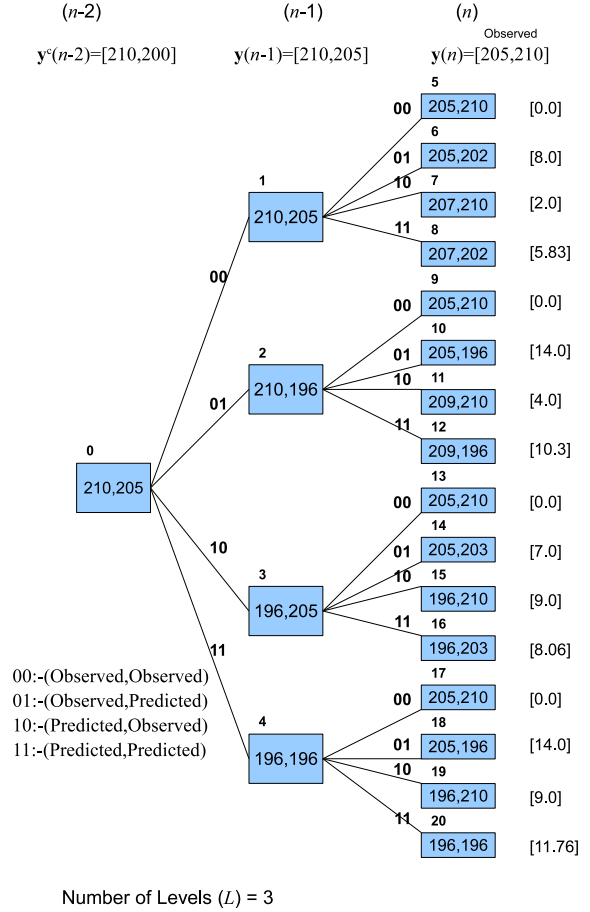 (n-2) (n-1) (n)
Observed
yᶜ(n-2)=[210,200] y(n-1)=[210,205] y(n)=[205,210]
5
00 205,210 [0.0]
6
01 205,202 [8.0]
1 10 7
210,205 207,210 [2.0]
11 8
207,202 [5.83]
00 9
00 205,210 [0.0]
10
2 01 205,196 [14.0]
10 11
210,196 209,210 [4.0]
01 11 12
209,196 [10.3]
0 13
210,205 00 205,210 [0.0]
14
10 01 205,203 [7.0]
3 10 15
196,205 196,210 [9.0]
11 16
11 196,203 [8.06]
00:-(Observed,Observed) 17
01:-(Observed,Predicted) 00 205,210 [0.0]
10:-(Predicted,Observed) 4 18
11:-(Predicted,Predicted) 01 205,196 [14.0]
196,196 10 19
196,210 [9.0]
11 20
196,196 [11.76]
Number of Levels (L) = 3